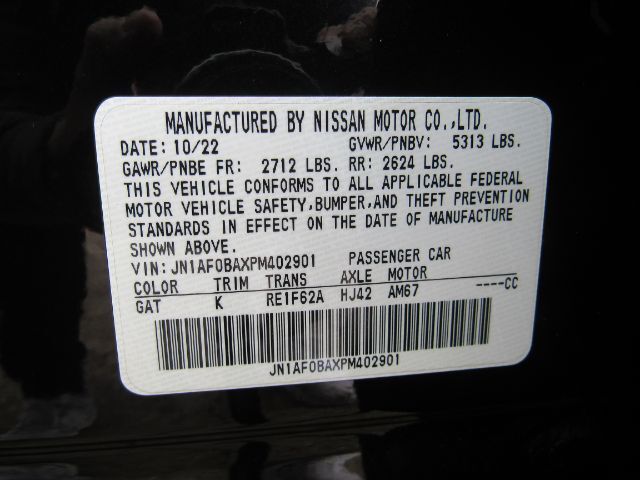 MANUFACTURED BY NISSAN MOTOR CO.,LTD.
DATE: 10/22 GVWR/PNBV: 5313 LBS.
GAWR/PNBE FR: 2712 LBS. RR: 2624 LBS.
THIS VEHICLE CONFORMS TO ALL APPLICABLE FEDERAL
MOTOR VEHICLE SAFETY,BUMPER,AND THEFT PREVENTION
STANDARDS IN EFFECT ON THE DATE OF MANUFACTURE
SHOWN ABOVE.
VIN: JN1AF0BAXPM402901 PASSENGER CAR
COLOR TRIM TRANS AXLE MOTOR
GAT K RE1F62A HJ42 AM67 ----CC
JN1AF0BAXPM402901